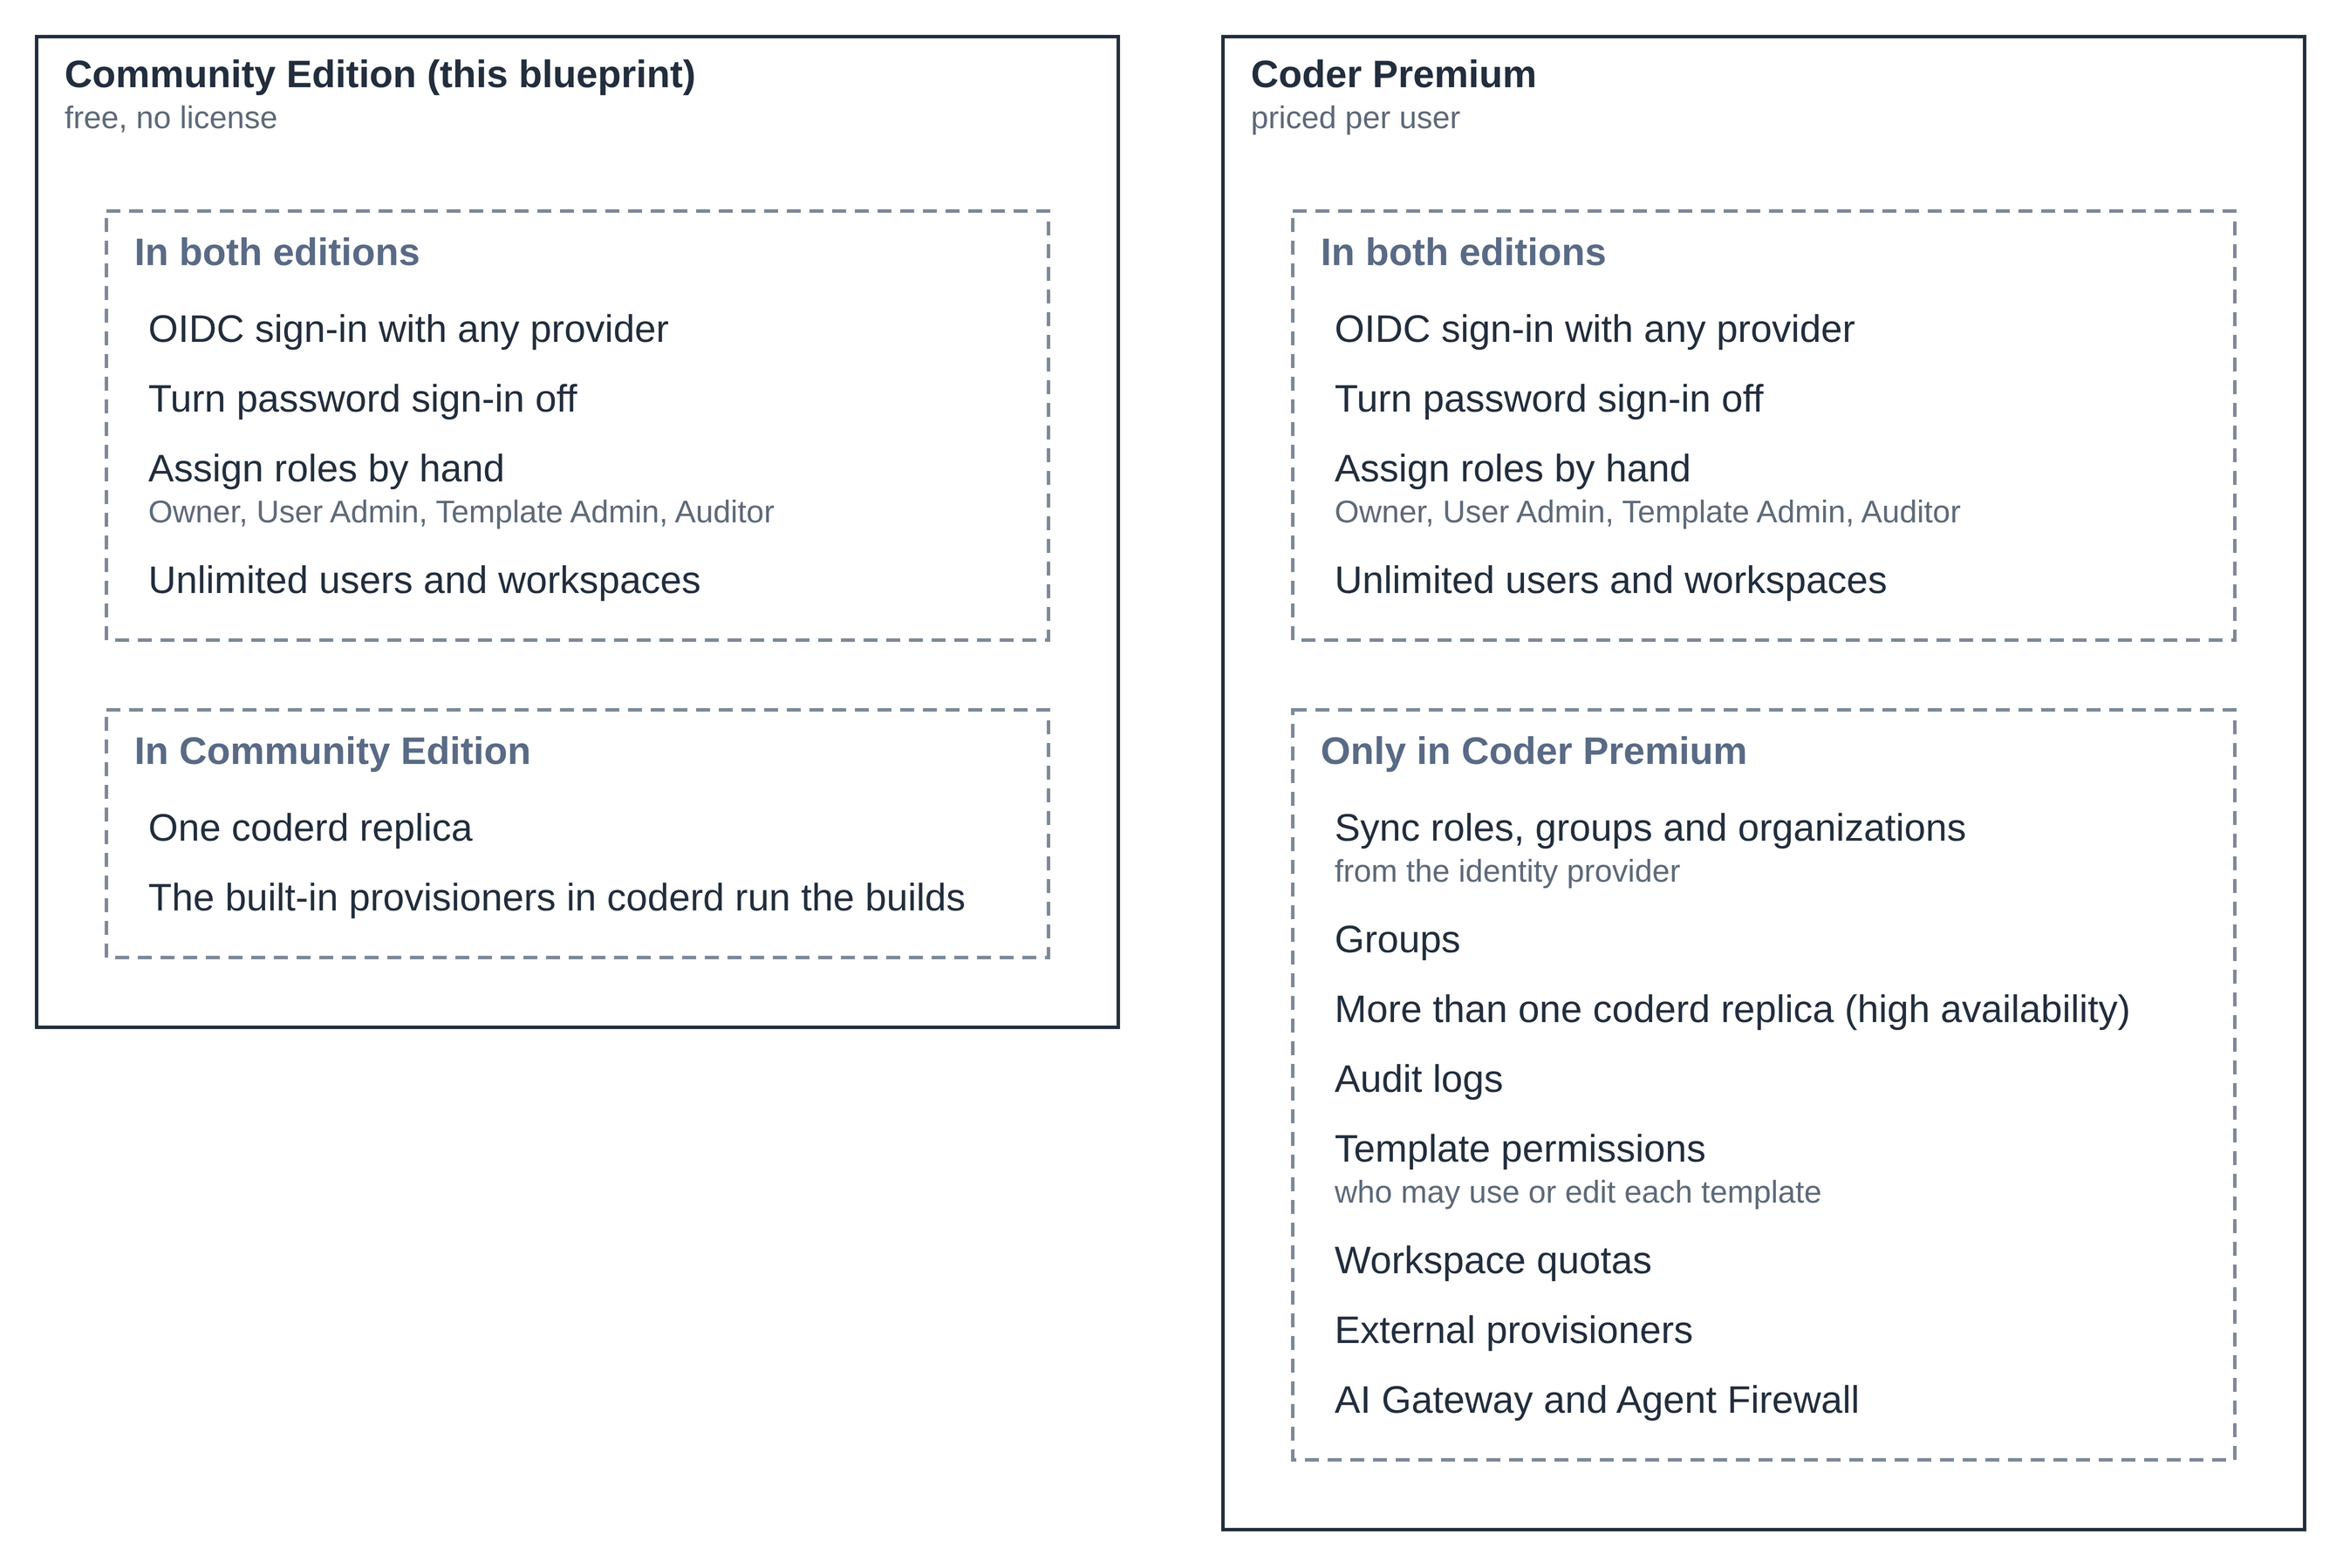 Community Edition (this blueprint)
free, no license
In both editions
OIDC sign-in with any provider
Turn password sign-in off
Assign roles by hand
Owner, User Admin, Template Admin, Auditor
Unlimited users and workspaces
In Community Edition
One coderd replica
The built-in provisioners in coderd run the builds
Coder Premium
priced per user
In both editions
OIDC sign-in with any provider
Turn password sign-in off
Assign roles by hand
Owner, User Admin, Template Admin, Auditor
Unlimited users and workspaces
Only in Coder Premium
Sync roles, groups and organizations
from the identity provider
Groups
More than one coderd replica (high availability)
Audit logs
Template permissions
who may use or edit each template
Workspace quotas
External provisioners
AI Gateway and Agent Firewall